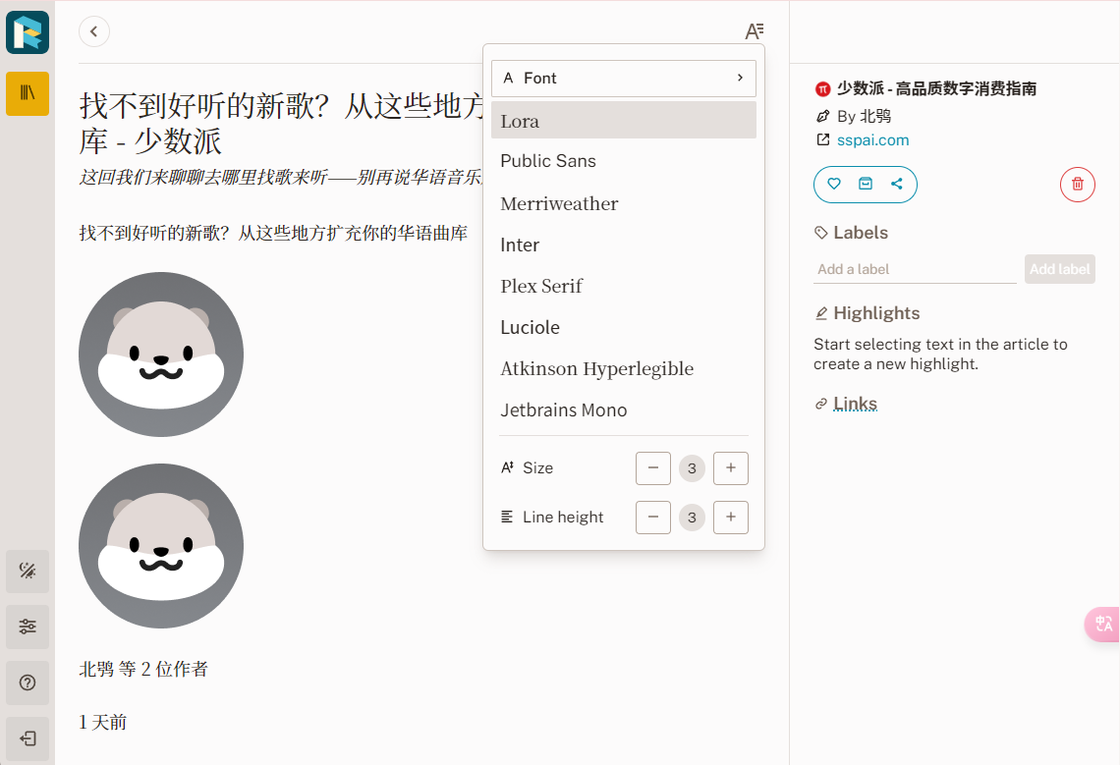 找不到好听的新歌？从这些地方
库 - 少数派
这回我们来聊聊去哪里找歌来听——别再说华语音乐
找不到好听的新歌？从这些地方扩充你的华语曲库
北鸮 等 2 位作者
1 天前
Font
Lora
Public Sans
Merriweather
Inter
Plex Serif
Luciole
Atkinson Hyperlegible
Jetbrains Mono
Size
3
Line height
3
少数派 - 高品质数字消费指南
By 北鸮
sspai.com
Labels
Add a label
Add label
Highlights
Start selecting text in the article to
create a new highlight.
Links